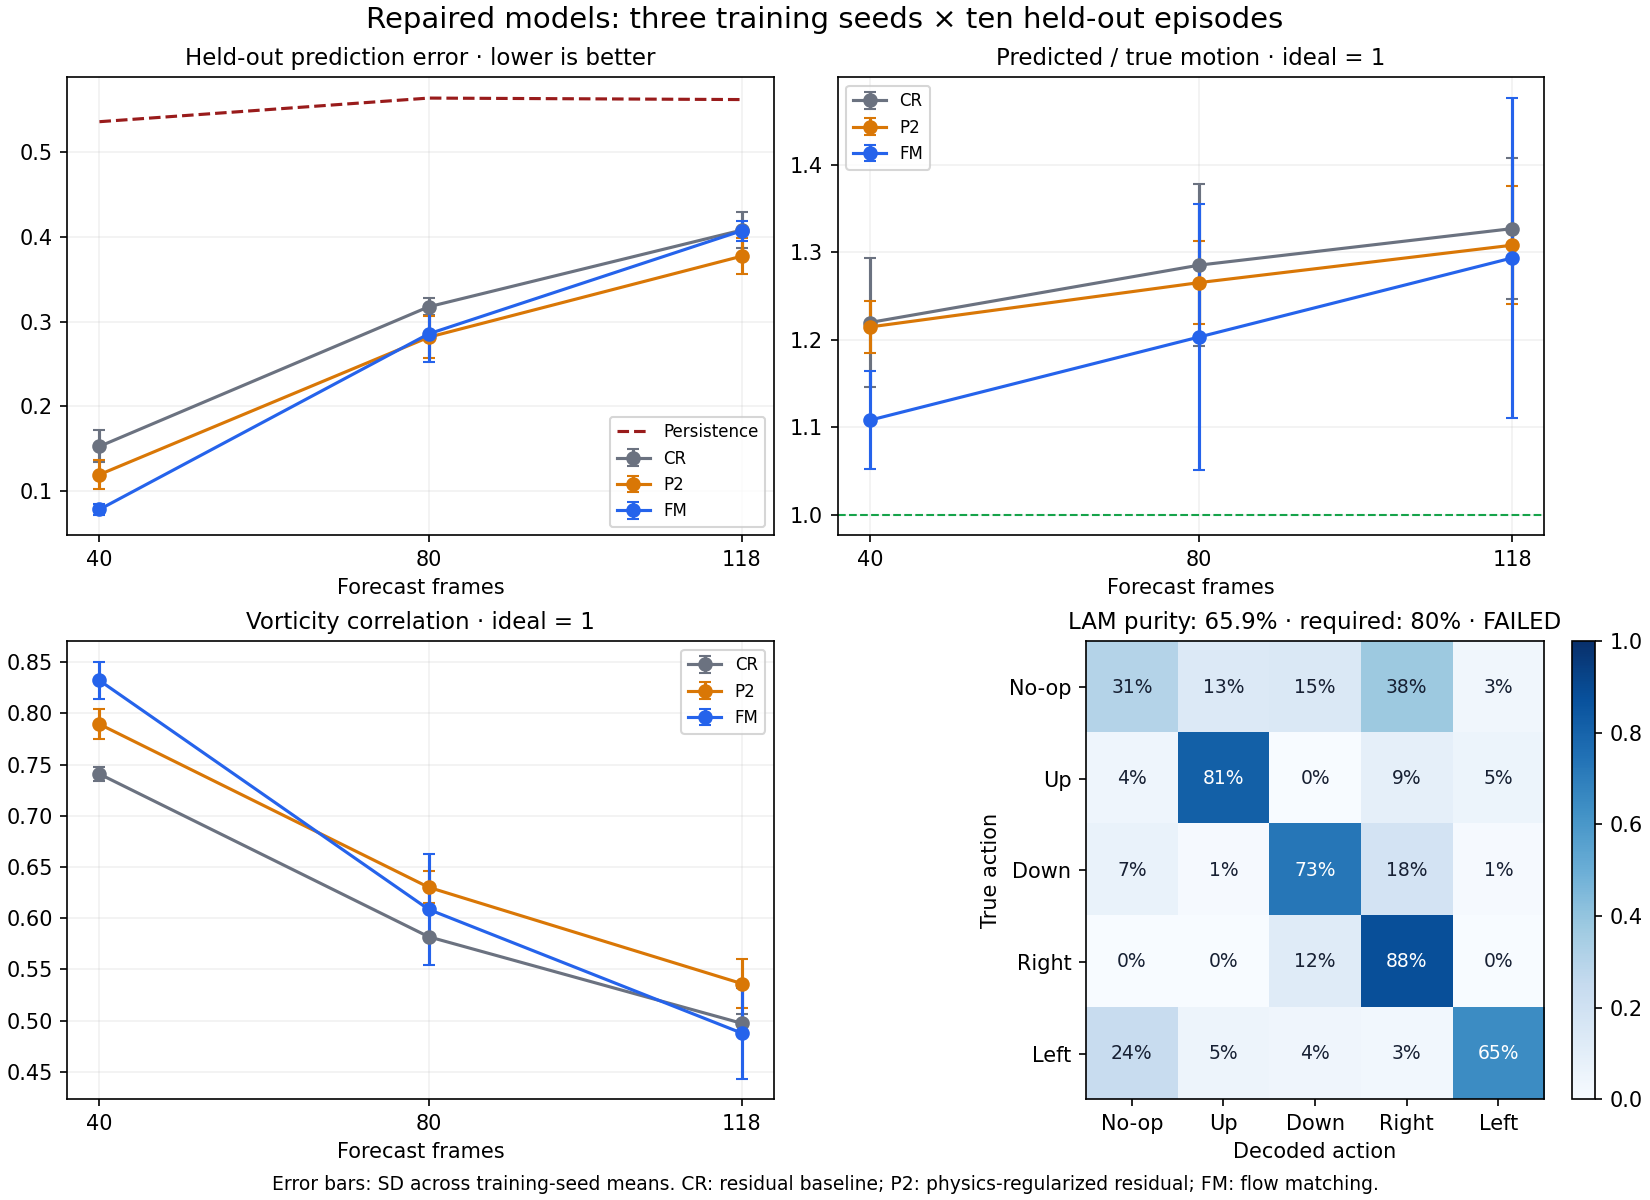 Repaired models: three training seeds × ten held-out episodes
Held-out prediction error · lower is better
0.5
0.4
0.3
0.2
0.1
Persistence
CR
P2
FM
40 80 118
Forecast frames
Predicted / true motion · ideal = 1
CR
P2
FM
1.4
1.3
1.2
1.1
1.0
40 80 118
Forecast frames
Vorticity correlation · ideal = 1
CR
P2
FM
0.85
0.80
0.75
0.70
0.65
0.60
0.55
0.50
0.45
40 80 118
Forecast frames
LAM purity: 65.9% · required: 80% · FAILED
True action
No-op 31% 13% 15% 38% 3%
Up 4% 81% 0% 9% 5%
Down 7% 1% 73% 18% 1%
Right 0% 0% 12% 88% 0%
Left 24% 5% 4% 3% 65%
No-op Up Down Right Left
Decoded action
1.0
0.8
0.6
0.4
0.2
0.0
Error bars: SD across training-seed means. CR: residual baseline; P2: physics-regularized residual; FM: flow matching.